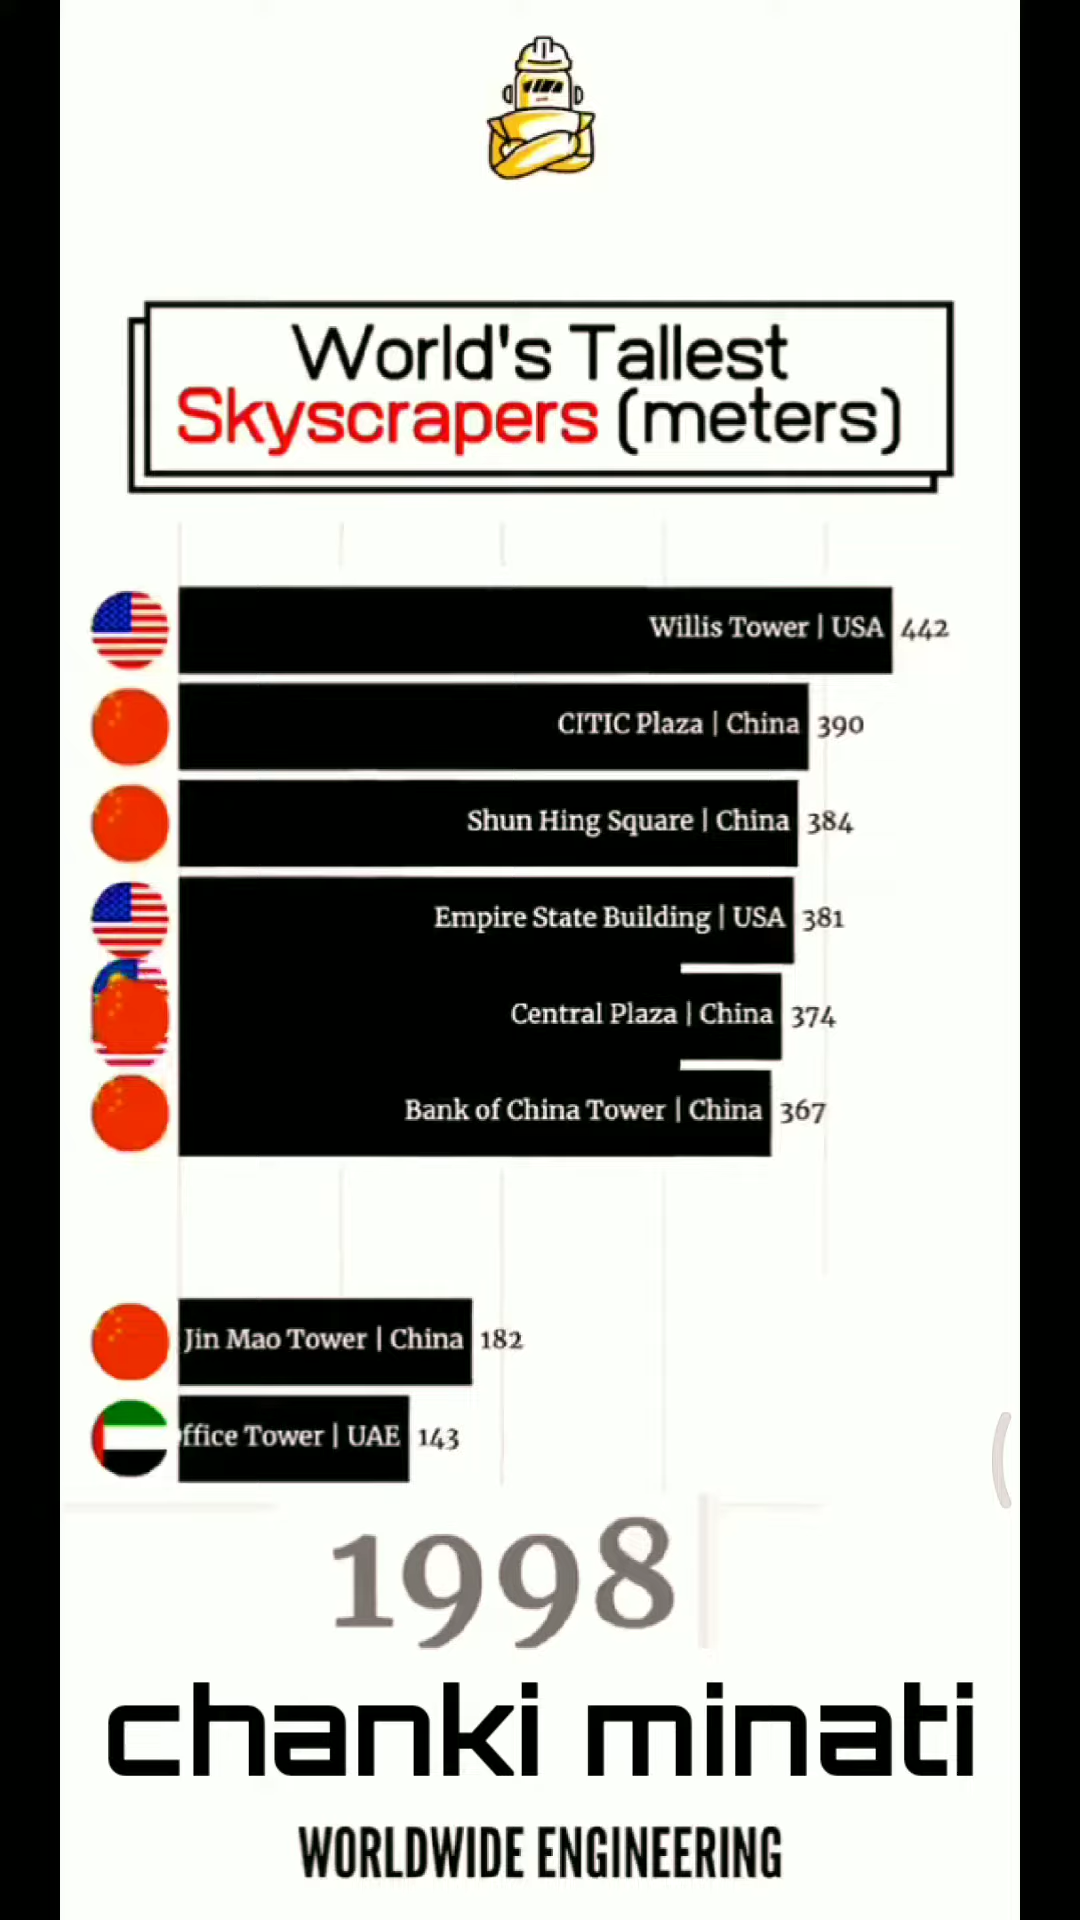 World's Tallest
Skyscrapers (meters)
Willis Tower | USA 442
CITIC Plaza | China 390
Shun Hing Square | China 384
Empire State Building | USA 381
Central Plaza | China 374
Bank of China Tower | China 367
Jin Mao Tower | China 182
ffice Tower | UAE 143
1998
chanki minati
WORLDWIDE ENGINEERING